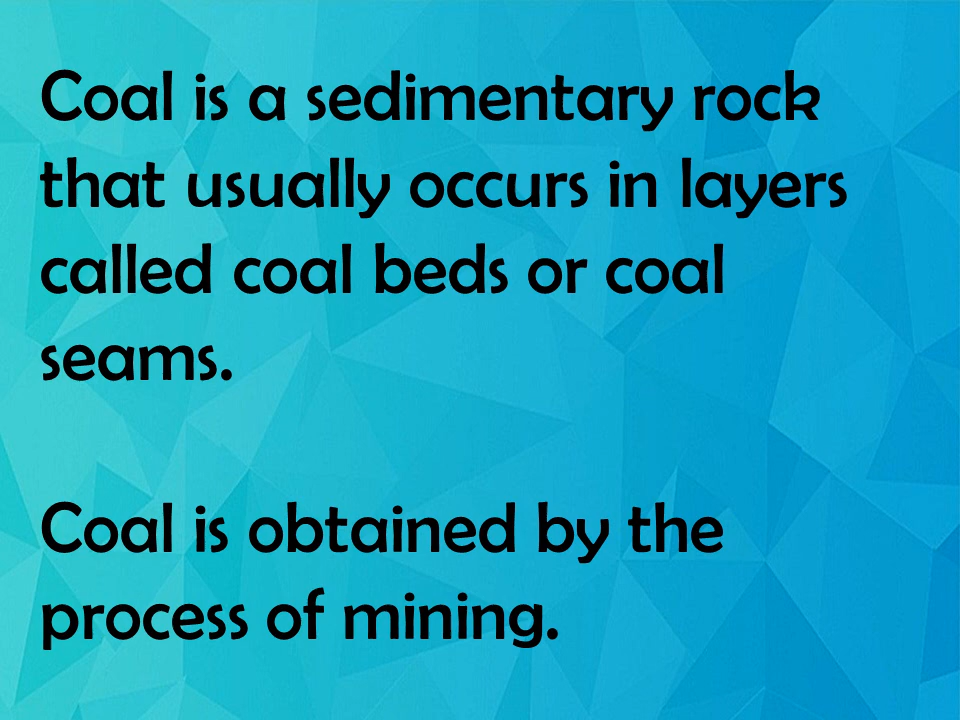 Coal is a sedimentary rock
that usually occurs in layers
called coal beds or coal
seams.
Coal is obtained by the
process of mining.